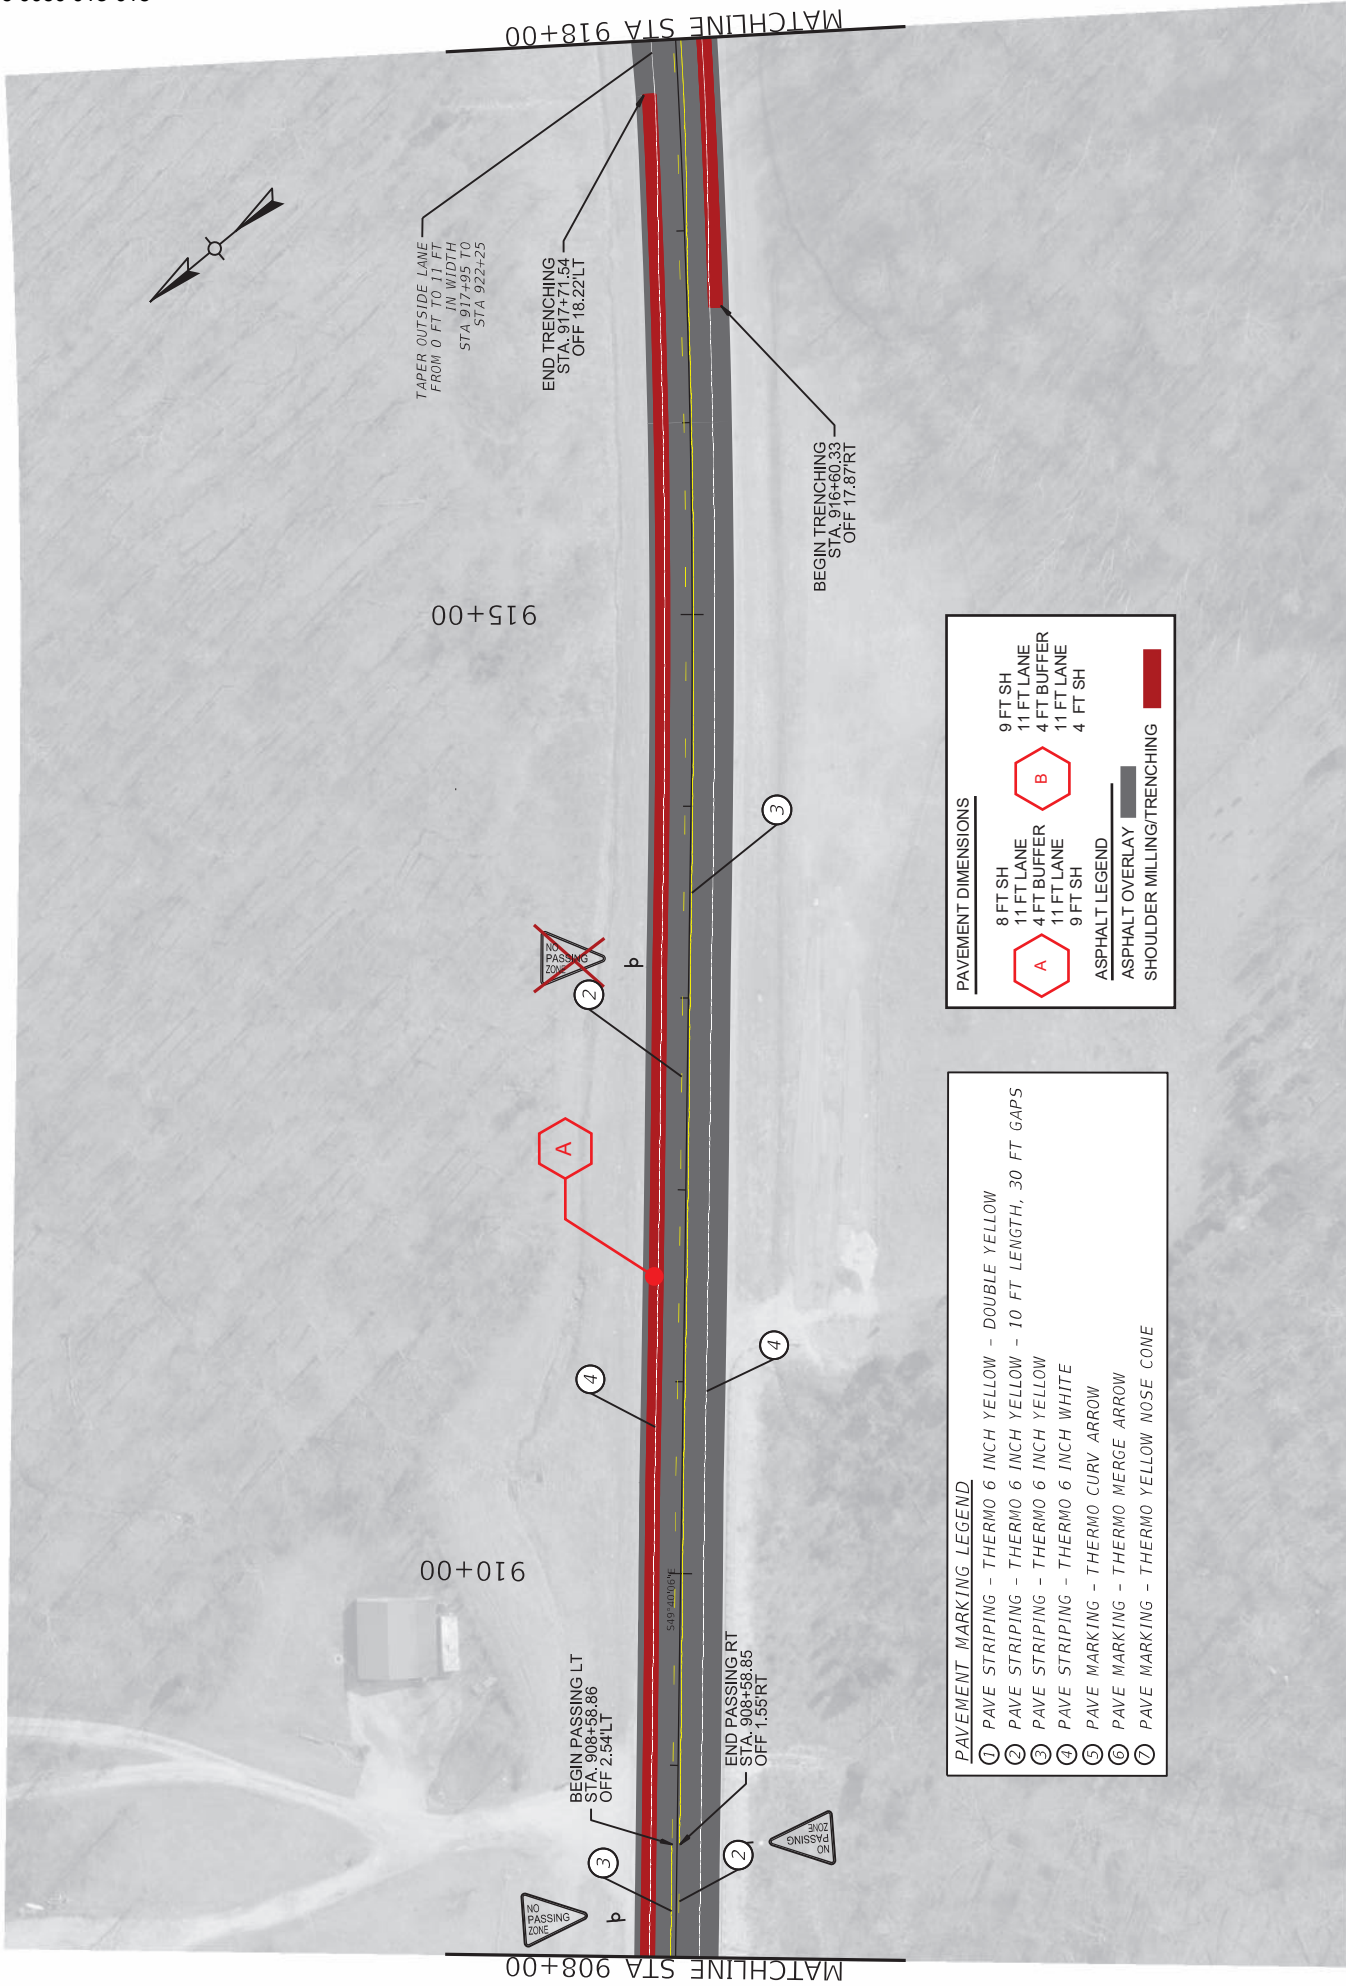 MATCHLINE STA 918+00
TAPER OUTSIDE LANE
FROM 0 FT TO 11 FT
IN WIDTH
STA 917+95 TO
STA 922+25
END TRENCHING
STA. 917+71.54
OFF 18.22'LT
BEGIN TRENCHING
STA. 916+60.33
OFF 17.87'RT
915+00
3
NO
PASSING
ZONE
2
A
4
4
910+00
S49°40'06"E
BEGIN PASSING LT
STA. 908+58.86
OFF 2.54'LT
END PASSING RT
STA. 908+58.85
OFF 1.55'RT
3
2
NO
PASSING
ZONE
NO
PASSING
ZONE
MATCHLINE STA 908+00
PAVEMENT DIMENSIONS
A
8 FT SH
11 FT LANE
4 FT BUFFER
11 FT LANE
9 FT SH
B
9 FT SH
11 FT LANE
4 FT BUFFER
11 FT LANE
4 FT SH
ASPHALT LEGEND
ASPHALT OVERLAY
SHOULDER MILLING/TRENCHING
PAVEMENT MARKING LEGEND
1 PAVE STRIPING - THERMO 6 INCH YELLOW - DOUBLE YELLOW
2 PAVE STRIPING - THERMO 6 INCH YELLOW - 10 FT LENGTH, 30 FT GAPS
3 PAVE STRIPING - THERMO 6 INCH YELLOW
4 PAVE STRIPING - THERMO 6 INCH WHITE
5 PAVE MARKING - THERMO CURV ARROW
6 PAVE MARKING - THERMO MERGE ARROW
7 PAVE MARKING - THERMO YELLOW NOSE CONE